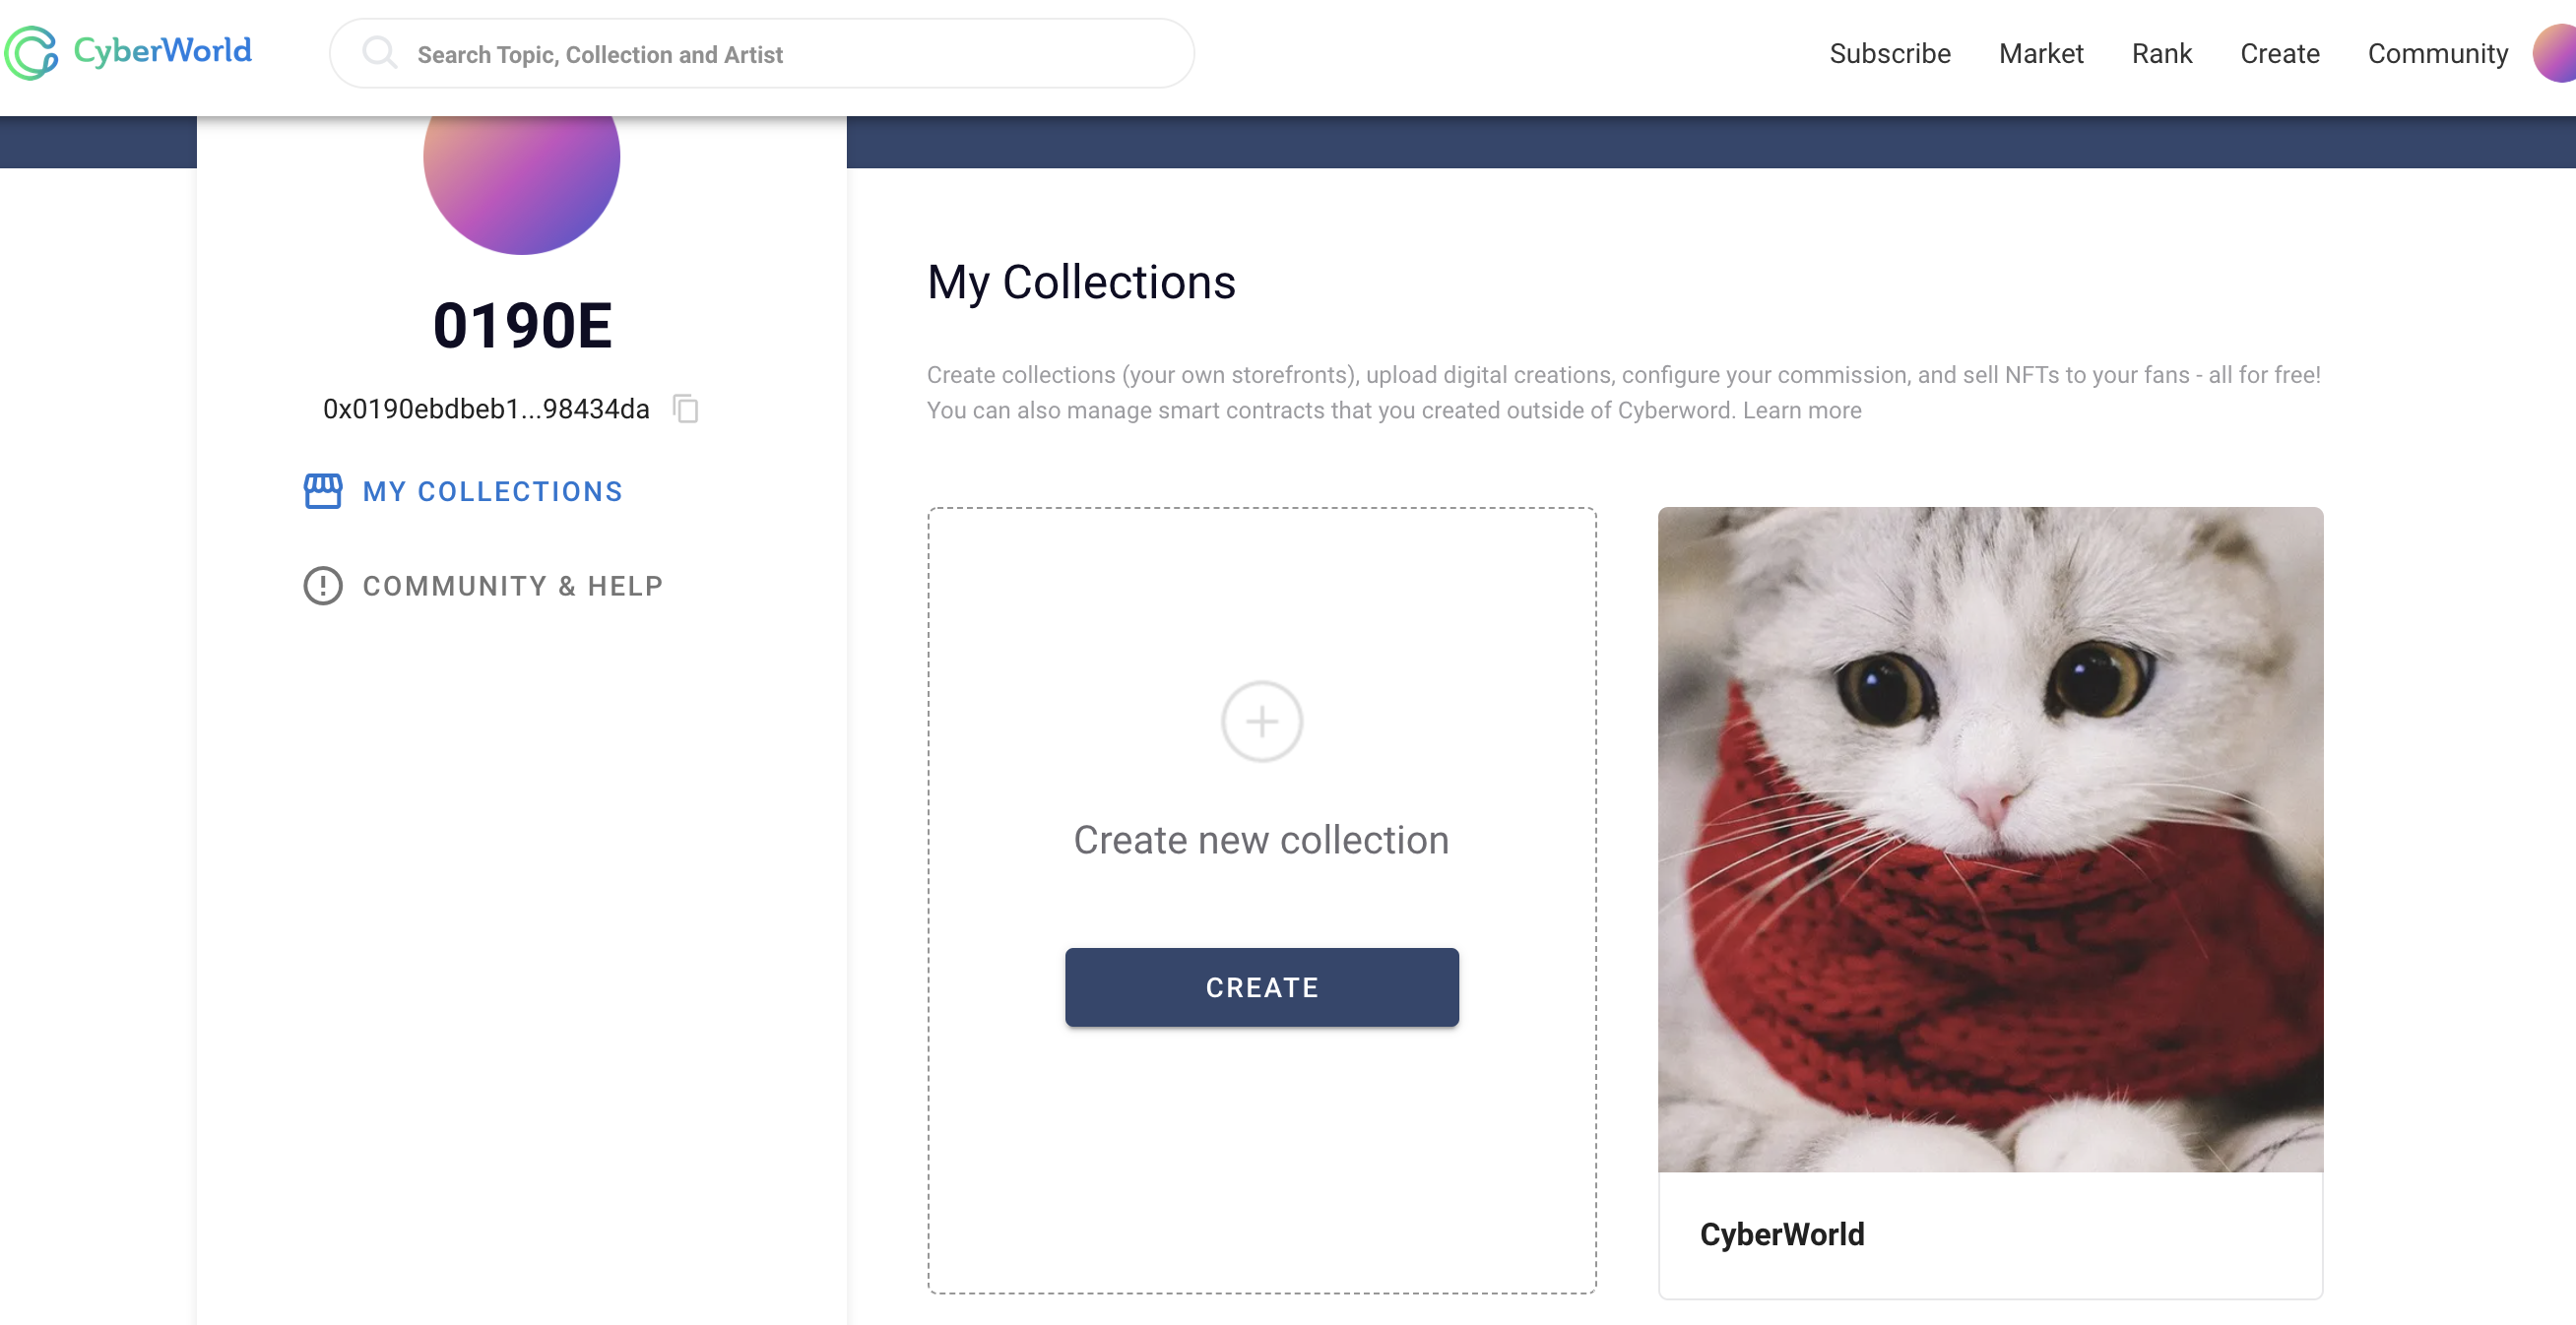 CyberWorld
Search Topic, Collection and Artist
Subscribe Market Rank Create Community
0190E
0x0190ebdbeb1...98434da
MY COLLECTIONS
COMMUNITY & HELP
My Collections
Create collections (your own storefronts), upload digital creations, configure your commission, and sell NFTs to your fans - all for free!
You can also manage smart contracts that you created outside of Cyberword. Learn more
Create new collection
CREATE
CyberWorld